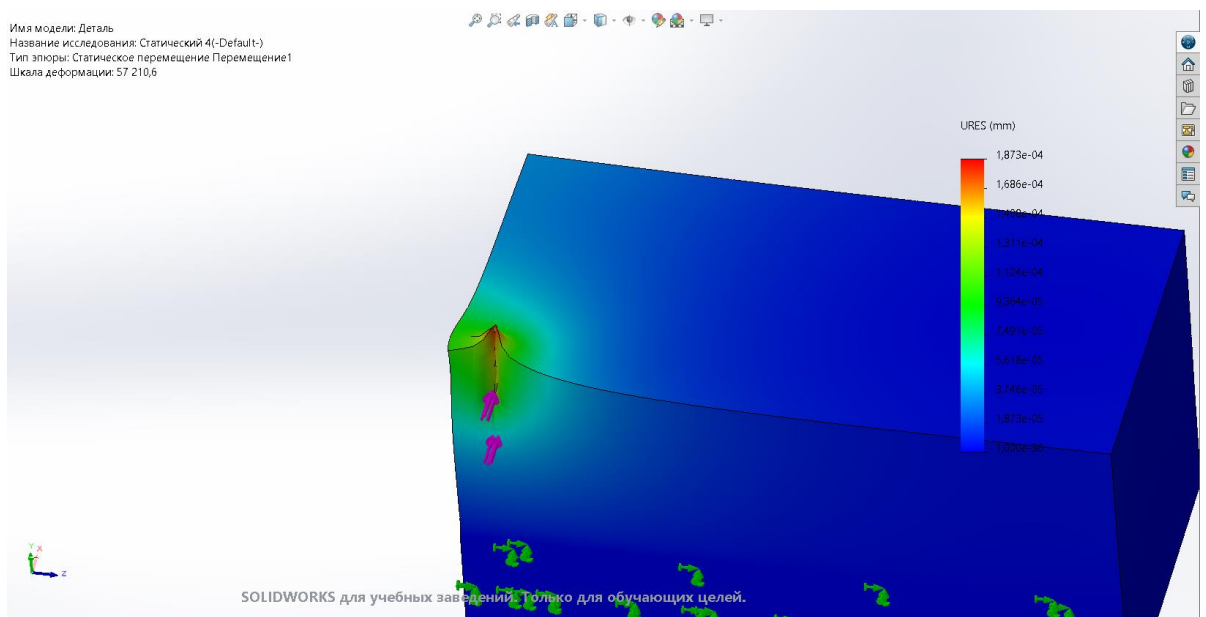 Имя модели: Деталь
Название исследования: Статический 4(-Default-)
Тип эпюры: Статическое перемещение Перемещение1
Шкала деформации: 57 210,6
URES (mm)
1,873e-04
1,686e-04
1,311e-04
1,124e-04
9,364e-05
7,491e-05
5,618e-05
3,746e-05
1,873e-05
Y
X
Z
SOLIDWORKS для учебных заведений. Только для обучающих целей.